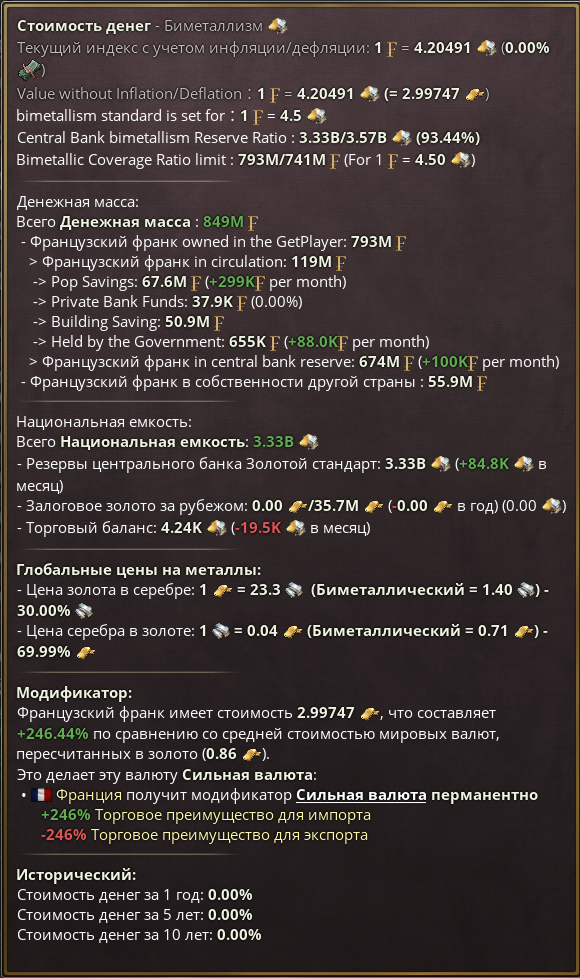 Стоимость денег - Биметаллизм
Текущий индекс с учетом инфляции/дефляции: 1 ₣ = 4.20491 (0.00%
)
Value without Inflation/Deflation : 1 ₣ = 4.20491 (= 2.99747 )
bimetallism standard is set for : 1 ₣ = 4.5
Central Bank bimetallism Reserve Ratio : 3.33B/3.57B (93.44%)
Bimetallic Coverage Ratio limit : 793M/741M ₣ (For 1 ₣ = 4.50 )
Денежная масса:
Всего Денежная масса : 849M ₣
- Французский франк owned in the GetPlayer: 793M ₣
> Французский франк in circulation: 119M ₣
-> Pop Savings: 67.6M ₣ (+299K₣ per month)
-> Private Bank Funds: 37.9K ₣ (0.00%)
-> Building Saving: 50.9M ₣
-> Held by the Government: 655K ₣ (+88.0K₣ per month)
> Французский франк in central bank reserve: 674M ₣ (+100K₣ per month)
- Французский франк в собственности другой страны : 55.9M ₣
Национальная емкость:
Всего Национальная емкость: 3.33B
- Резервы центрального банка Золотой стандарт: 3.33B (+84.8K в
месяц)
- Залоговое золото за рубежом: 0.00 /35.7M (-0.00 в год) (0.00 )
- Торговый баланс: 4.24K (-19.5K в месяц)
Глобальные цены на металлы:
- Цена золота в серебре: 1 = 23.3 (Биметаллический = 1.40 ) -
30.00%
- Цена серебра в золоте: 1 = 0.04 (Биметаллический = 0.71 ) -
69.99%
Модификатор:
Французский франк имеет стоимость 2.99747 , что составляет
+246.44% по сравнению со средней стоимостью мировых валют,
пересчитанных в золото (0.86 ).
Это делает эту валюту Сильная валюта:
• Франция получит модификатор Сильная валюта перманентно
+246% Торговое преимущество для импорта
-246% Торговое преимущество для экспорта
Исторический:
Стоимость денег за 1 год: 0.00%
Стоимость денег за 5 лет: 0.00%
Стоимость денег за 10 лет: 0.00%